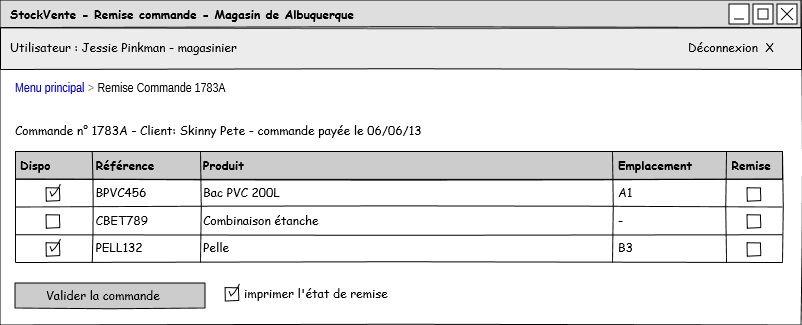 StockVente - Remise commande - Magasin de Albuquerque
Utilisateur : Jessie Pinkman - magasinier Déconnexion X
Menu principal > Remise Commande 1783A
Commande n° 1783A - Client: Skinny Pete - commande payée le 06/06/13
Dispo Référence Produit Emplacement Remise
BPVC456 Bac PVC 200L A1
CBET789 Combinaison étanche -
PELL132 Pelle B3
Valider la commande imprimer l'état de remise